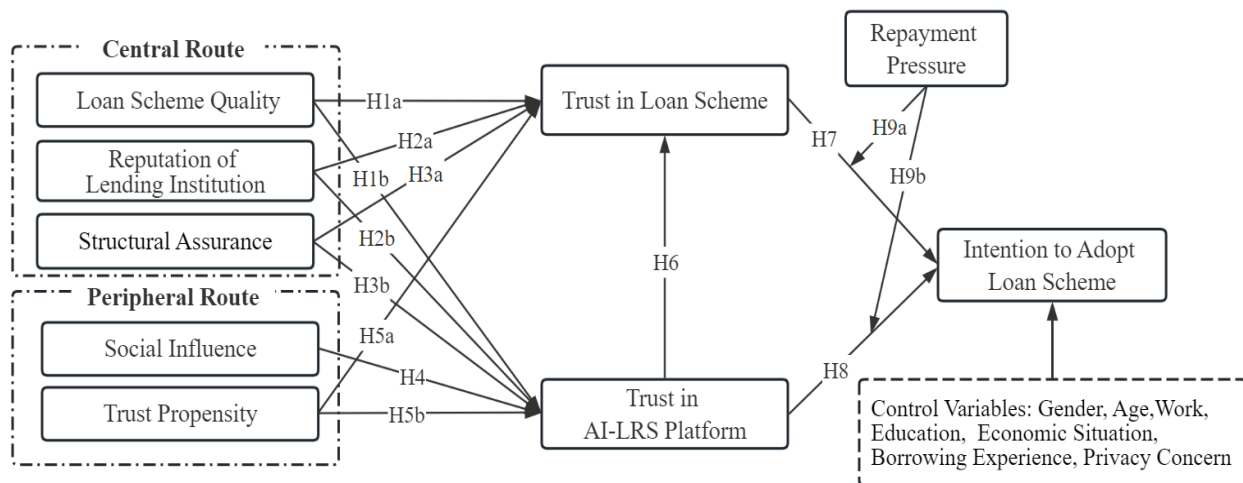 Central Route
Loan Scheme Quality
Reputation of
Lending Institution
Structural Assurance
Peripheral Route
Social Influence
Trust Propensity
H1a
H2a
H3a
H1b
H2b
H3b
H5a
H4
H5b
Trust in Loan Scheme
H6
Trust in
AI-LRS Platform
Repayment
Pressure
H7
H9a
H9b
H8
Intention to Adopt
Loan Scheme
Control Variables: Gender, Age,Work,
Education, Economic Situation,
Borrowing Experience, Privacy Concern